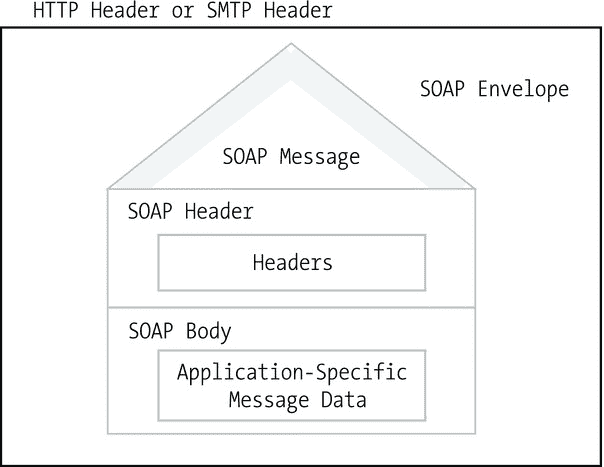 HTTP Header or SMTP Header
SOAP Envelope
SOAP Message
SOAP Header
Headers
SOAP Body
Application-Specific
Message Data